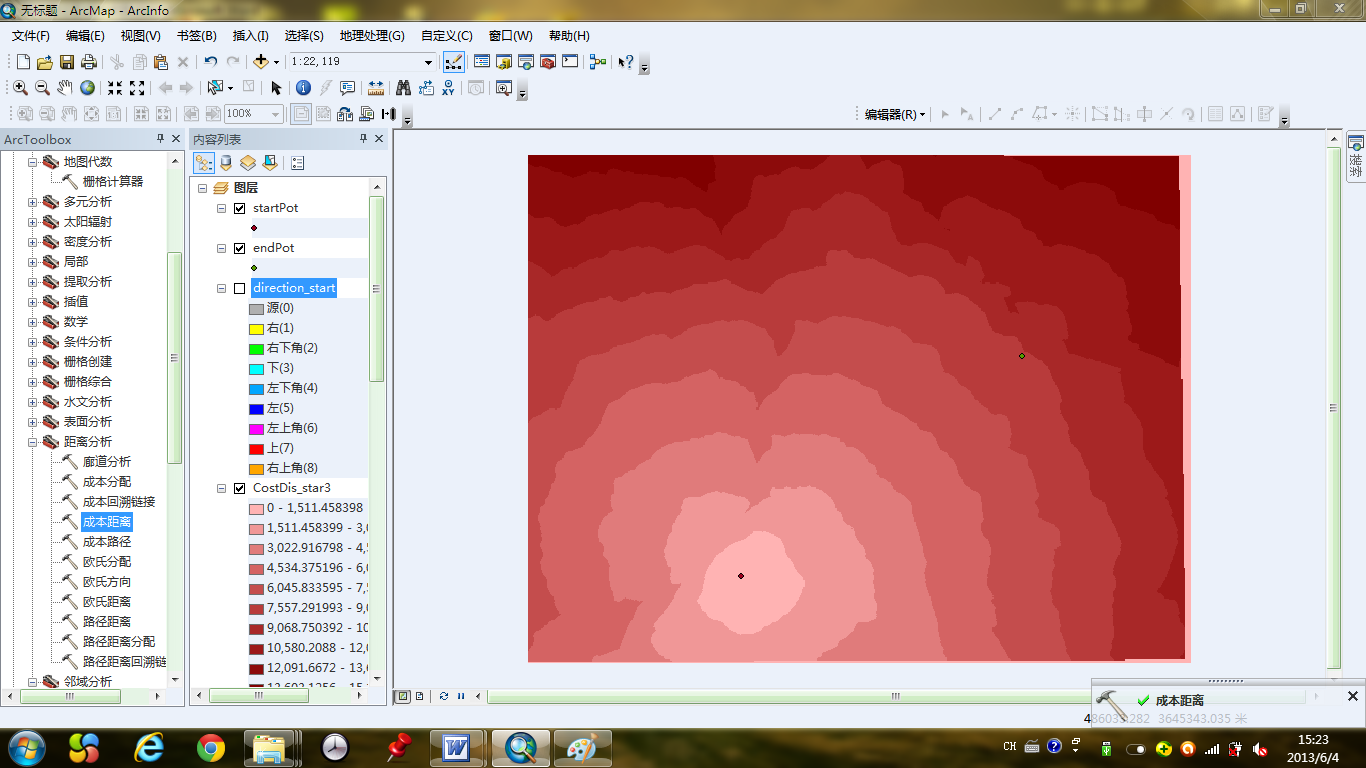 无标题 - ArcMap - ArcInfo
文件(F) 编辑(E) 视图(V) 书签(B) 插入(I) 选择(S) 地理处理(G) 自定义(C) 窗口(W) 帮助(H)
1:22,119
100%
编辑器(R)
ArcToolbox
地图代数
栅格计算器
多元分析
太阳辐射
密度分析
局部
提取分析
插值
数学
条件分析
栅格创建
栅格综合
水文分析
表面分析
距离分析
廊道分析
成本分配
成本回溯链接
成本距离
成本路径
欧氏分配
欧氏方向
欧氏距离
路径距离
路径距离分配
路径距离回溯链
邻域分析
内容列表
图层
startPot
endPot
direction_start
源(0)
右(1)
右下角(2)
下(3)
左下角(4)
左(5)
左上角(6)
上(7)
右上角(8)
CostDis_star3
0 - 1,511.458398
1,511.458399 - 3,0
3,022.916798 - 4,5
4,534.375196 - 6,0
6,045.833595 - 7,5
7,557.291993 - 9,0
9,068.750392 - 10
10,580.2088 - 12,0
12,091.6672 - 13,6
成本距离
3645343.035 米
CH
15:23
2013/6/4